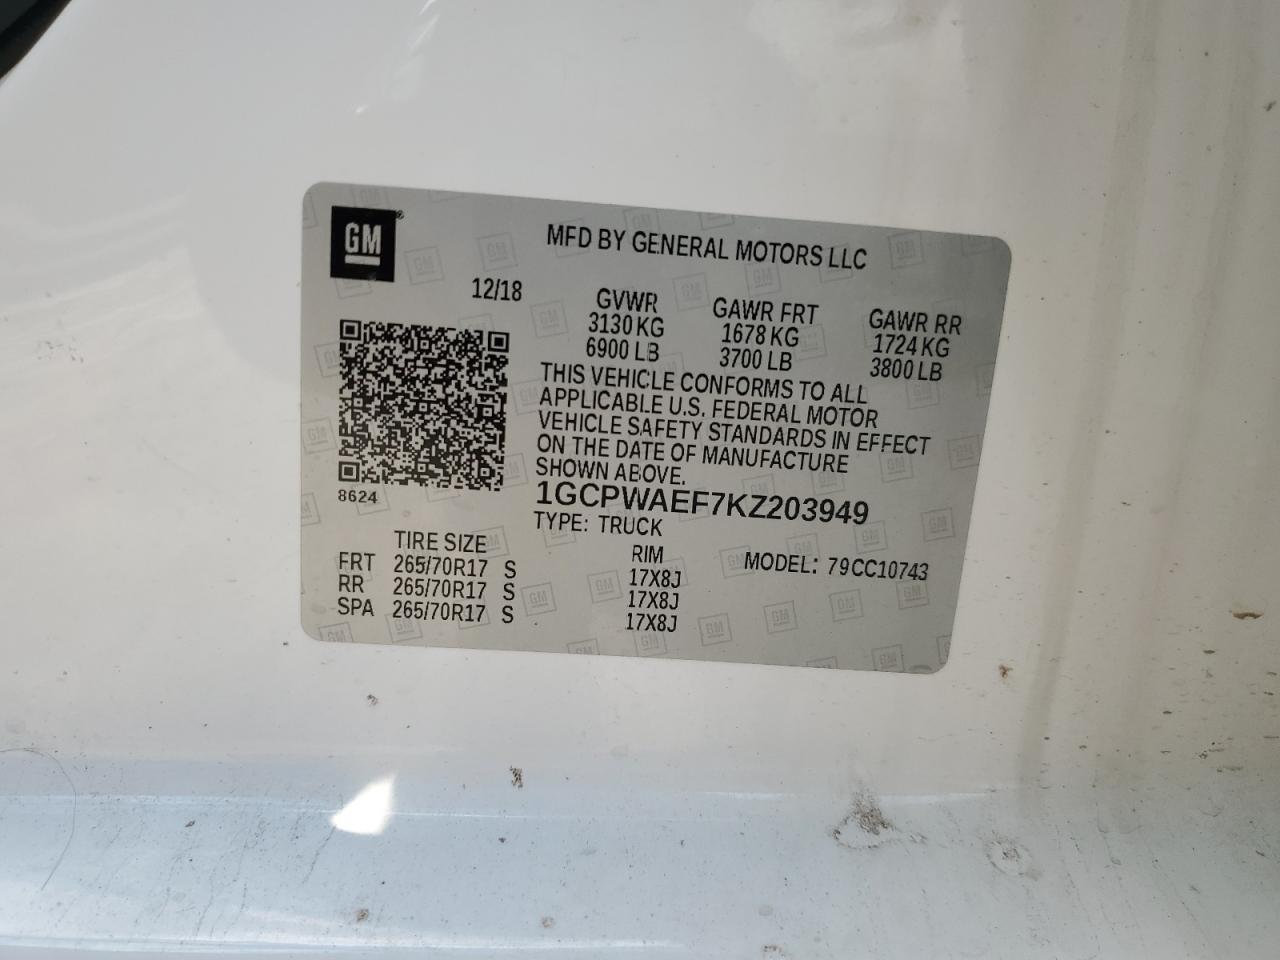 GM
MFD BY GENERAL MOTORS LLC
12/18
GVWR
3130 KG
6900 LB
GAWR FRT
1678 KG
3700 LB
GAWR RR
1724 KG
3800 LB
THIS VEHICLE CONFORMS TO ALL
APPLICABLE U.S. FEDERAL MOTOR
VEHICLE SAFETY STANDARDS IN EFFECT
ON THE DATE OF MANUFACTURE
SHOWN ABOVE.
8624
1GCPWAEF7KZ203949
TYPE: TRUCK
TIRE SIZE RIM MODEL: 79CC10743
FRT 265/70R17 S 17X8J
RR 265/70R17 S 17X8J
SPA 265/70R17 S 17X8J